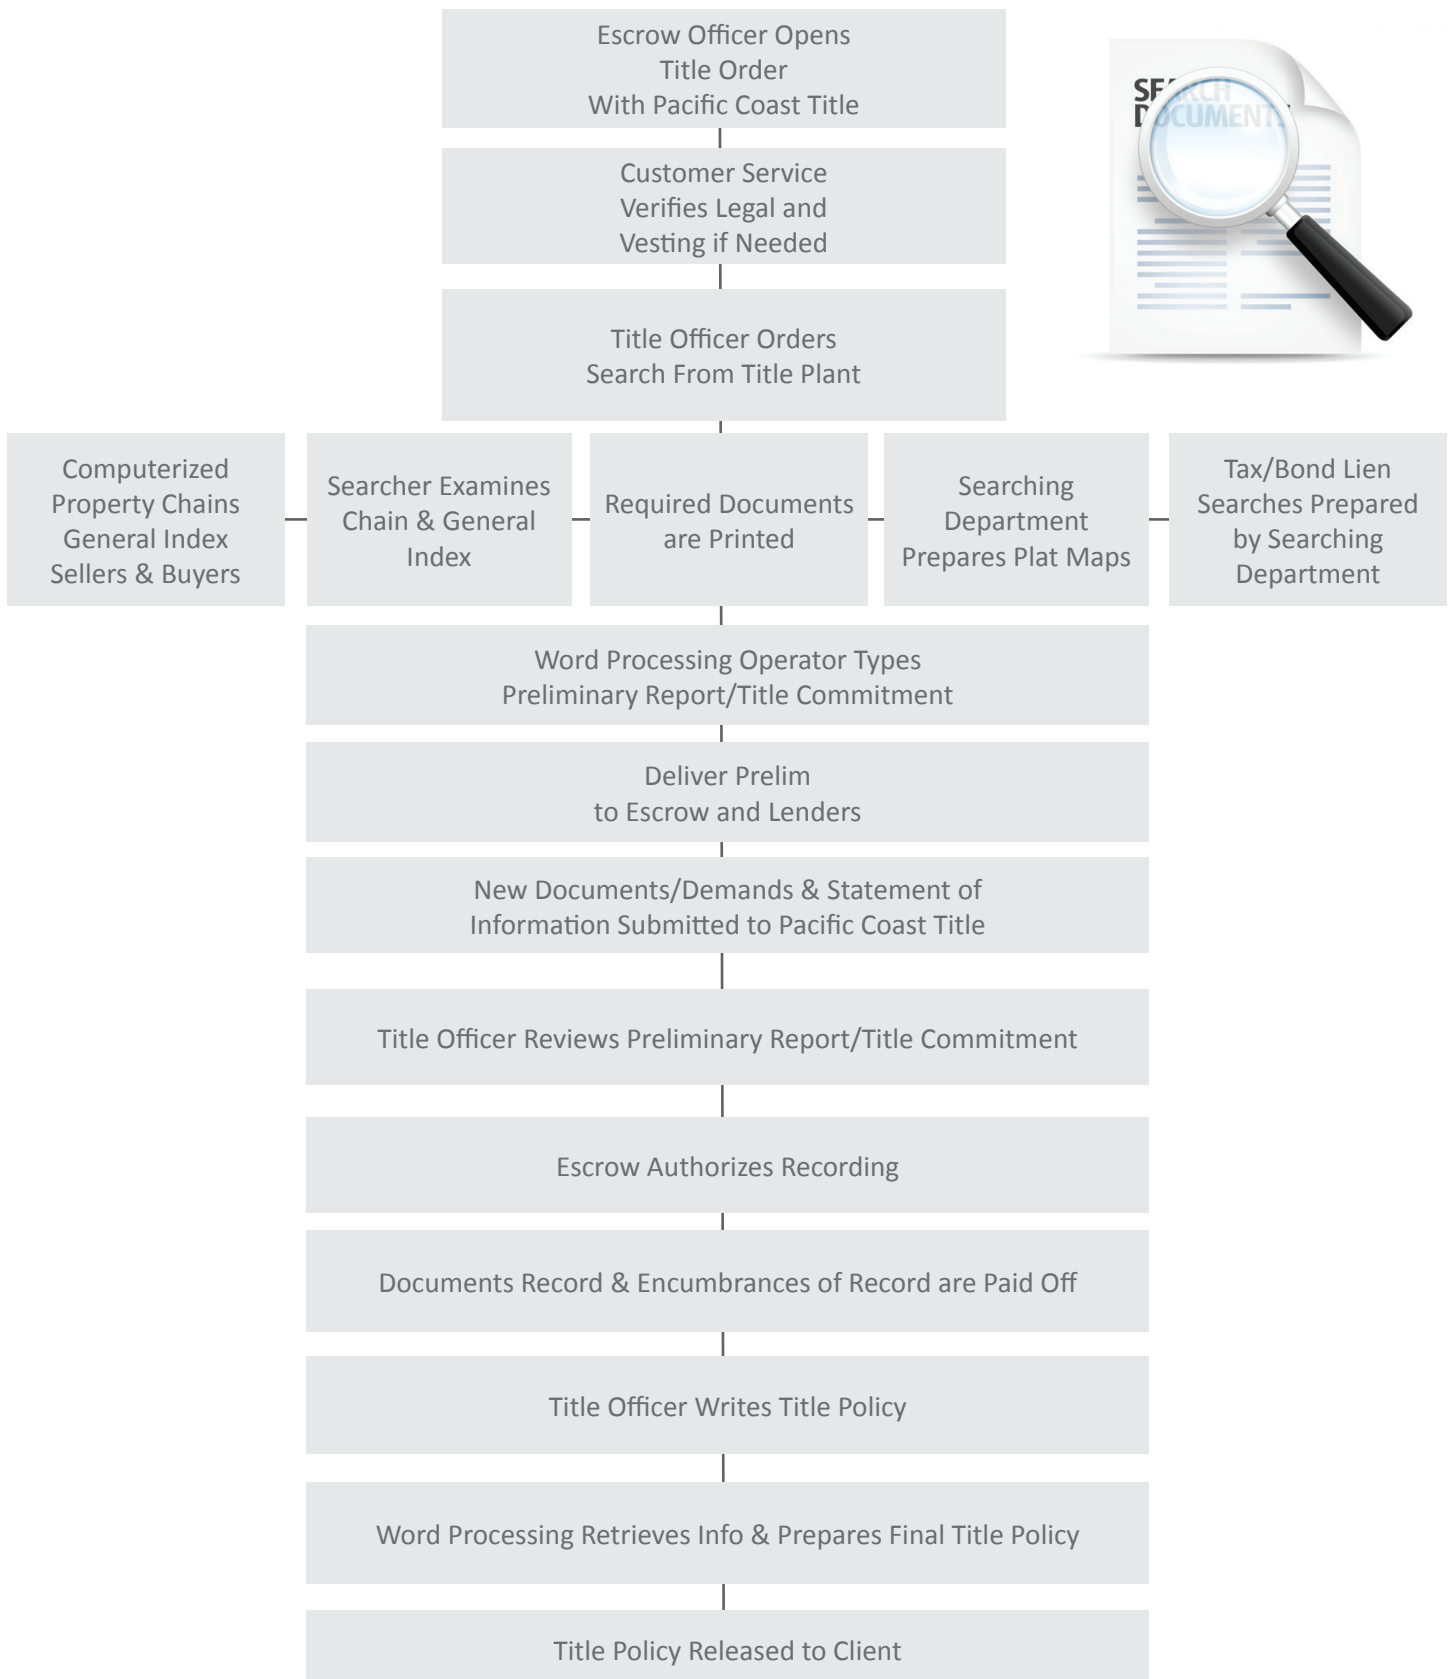 Escrow Officer Opens
Title Order
With Pacific Coast Title
SEARCH
DOCUMENTS
Customer Service
Verifies Legal and
Vesting if Needed
Title Officer Orders
Search From Title Plant
Computerized
Property Chains
General Index
Sellers & Buyers
Searcher Examines
Chain & General
Index
Required Documents
are Printed
Searching
Department
Prepares Plat Maps
Tax/Bond Lien
Searches Prepared
by Searching
Department
Word Processing Operator Types
Preliminary Report/Title Commitment
Deliver Prelim
to Escrow and Lenders
New Documents/Demands & Statement of
Information Submitted to Pacific Coast Title
Title Officer Reviews Preliminary Report/Title Commitment
Escrow Authorizes Recording
Documents Record & Encumbrances of Record are Paid Off
Title Officer Writes Title Policy
Word Processing Retrieves Info & Prepares Final Title Policy
Title Policy Released to Client